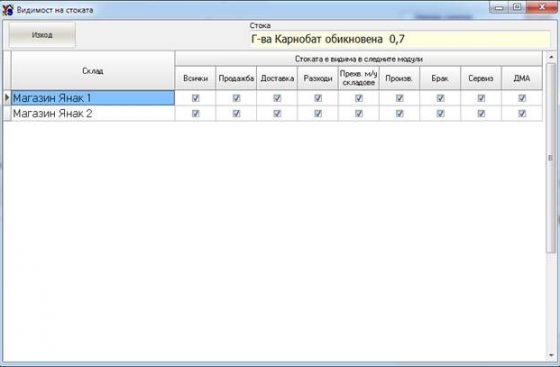 Видимост на стоката
Изход
Стока
Г-ва Карнобат обикновена 0,7
Склад
Стоката е видима в следните модули
Всички
Продажба
Доставка
Разходи
Прехв. м/у
складове
Произв.
Брак
Сервиз
ДМА
Магазин Янак 1
Магазин Янак 2